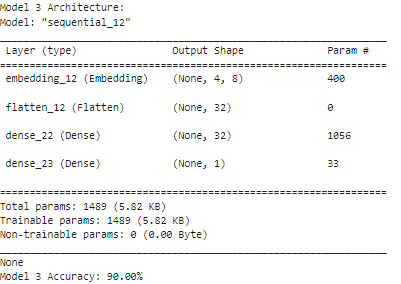 Model 3 Architecture:
Model: "sequential_12"
_________________________________________________________________
Layer (type) Output Shape Param #
=================================================================
embedding_12 (Embedding) (None, 4, 8) 400
flatten_12 (Flatten) (None, 32) 0
dense_22 (Dense) (None, 32) 1056
dense_23 (Dense) (None, 1) 33
=================================================================
Total params: 1489 (5.82 KB)
Trainable params: 1489 (5.82 KB)
Non-trainable params: 0 (0.00 Byte)
_________________________________________________________________
None
Model 3 Accuracy: 90.00%